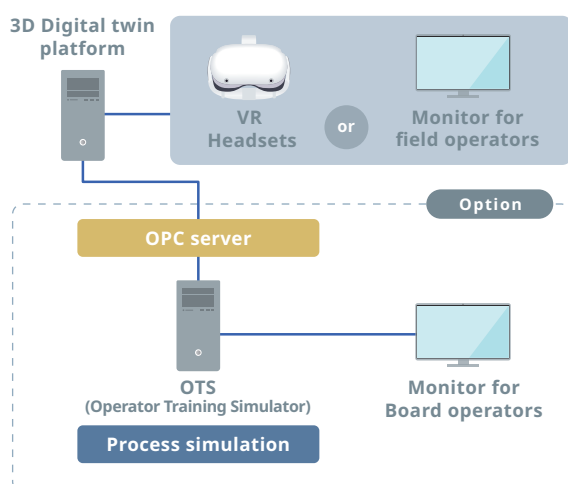 3D Digital twin
platform
VR
Headsets
or
Monitor for
field operators
Option
OPC server
OTS
(Operator Training Simulator)
Monitor for
Board operators
Process simulation